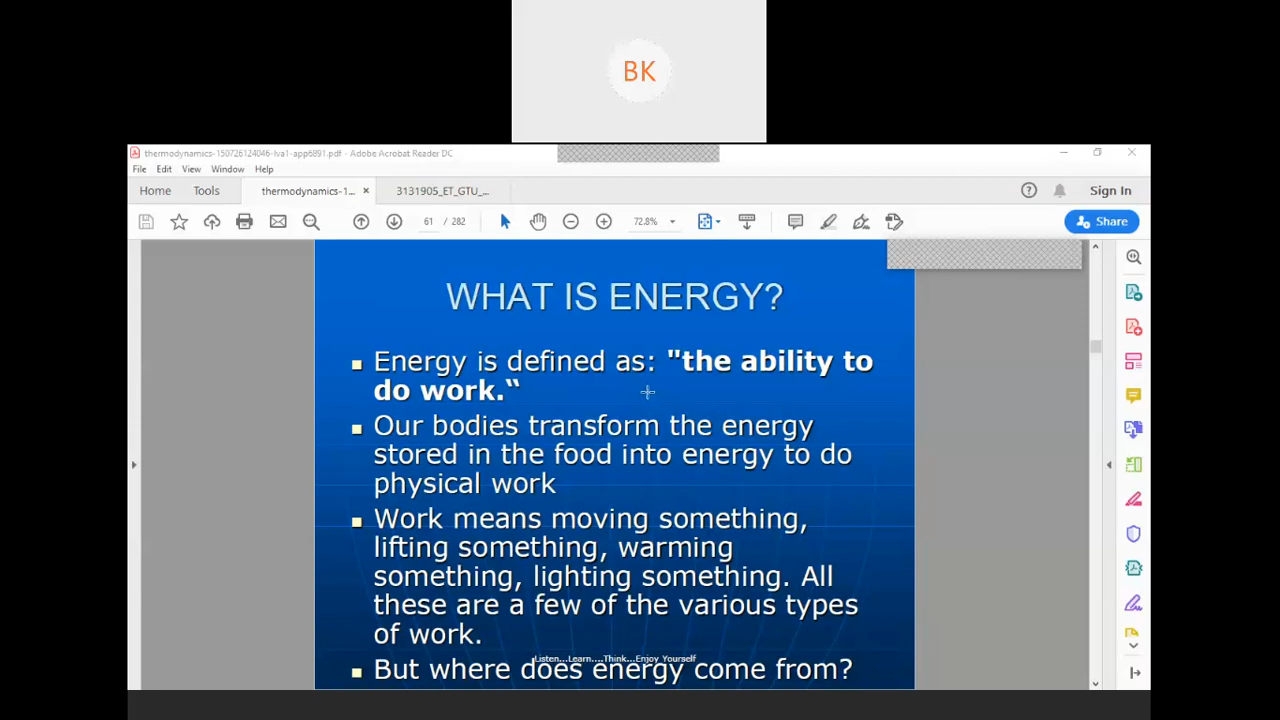 BK
thermodynamics-150726124046-lva1-app6891.pdf - Adobe Acrobat Reader DC
File Edit View Window Help
Home Tools thermodynamics-1... × 3131905_ET_GTU_... Sign In
61 / 282 72.8% Share
WHAT IS ENERGY?
Energy is defined as: "the ability to
do work.“
Our bodies transform the energy
stored in the food into energy to do
physical work
Work means moving something,
lifting something, warming
something, lighting something. All
these are a few of the various types
of work.
Listen...Learn....Think...Enjoy Yourself
But where does energy come from?